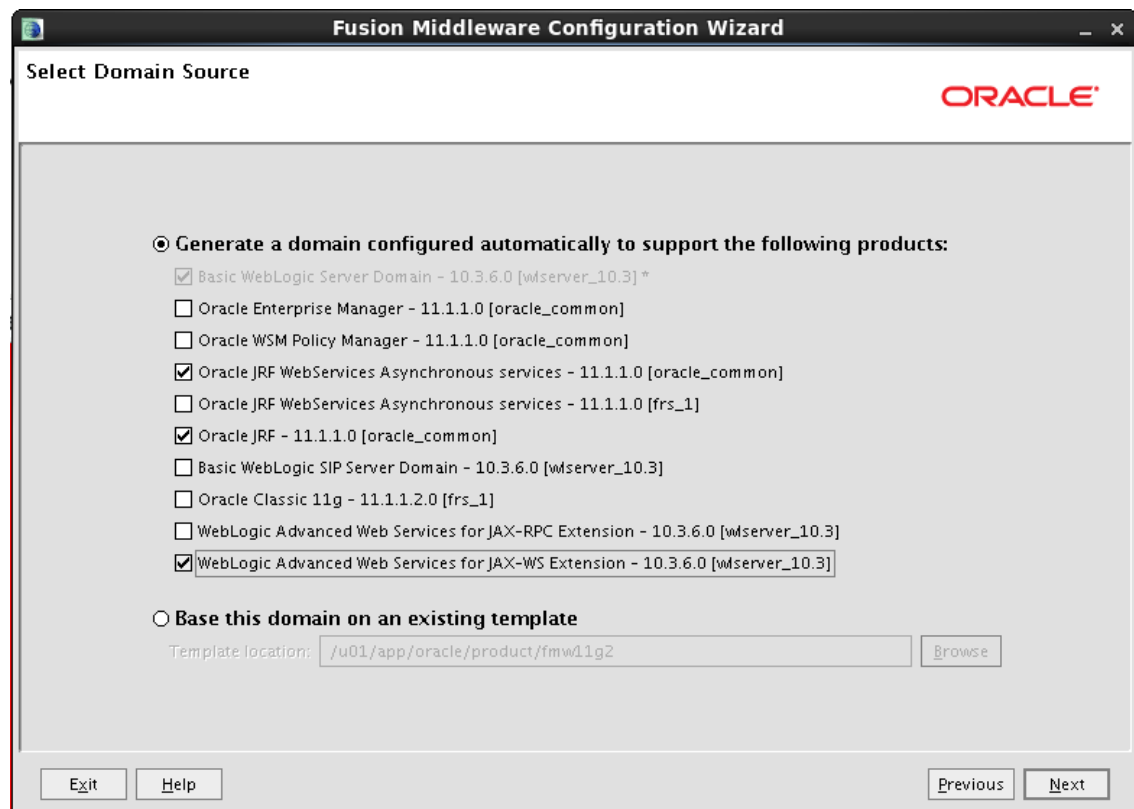 Fusion Middleware Configuration Wizard
Select Domain Source
ORACLE
Generate a domain configured automatically to support the following products:
Basic WebLogic Server Domain - 10.3.6.0 [wlserver_10.3] *
Oracle Enterprise Manager - 11.1.1.0 [oracle_common]
Oracle WSM Policy Manager - 11.1.1.0 [oracle_common]
Oracle JRF WebServices Asynchronous services - 11.1.1.0 [oracle_common]
Oracle JRF WebServices Asynchronous services - 11.1.1.0 [frs_1]
Oracle JRF - 11.1.1.0 [oracle_common]
Basic WebLogic SIP Server Domain - 10.3.6.0 [wlserver_10.3]
Oracle Classic 11g - 11.1.1.2.0 [frs_1]
WebLogic Advanced Web Services for JAX-RPC Extension - 10.3.6.0 [wlserver_10.3]
WebLogic Advanced Web Services for JAX-WS Extension - 10.3.6.0 [wlserver_10.3]
Base this domain on an existing template
Template location: /u01/app/oracle/product/fmw11g2 Browse
Exit Help Previous Next